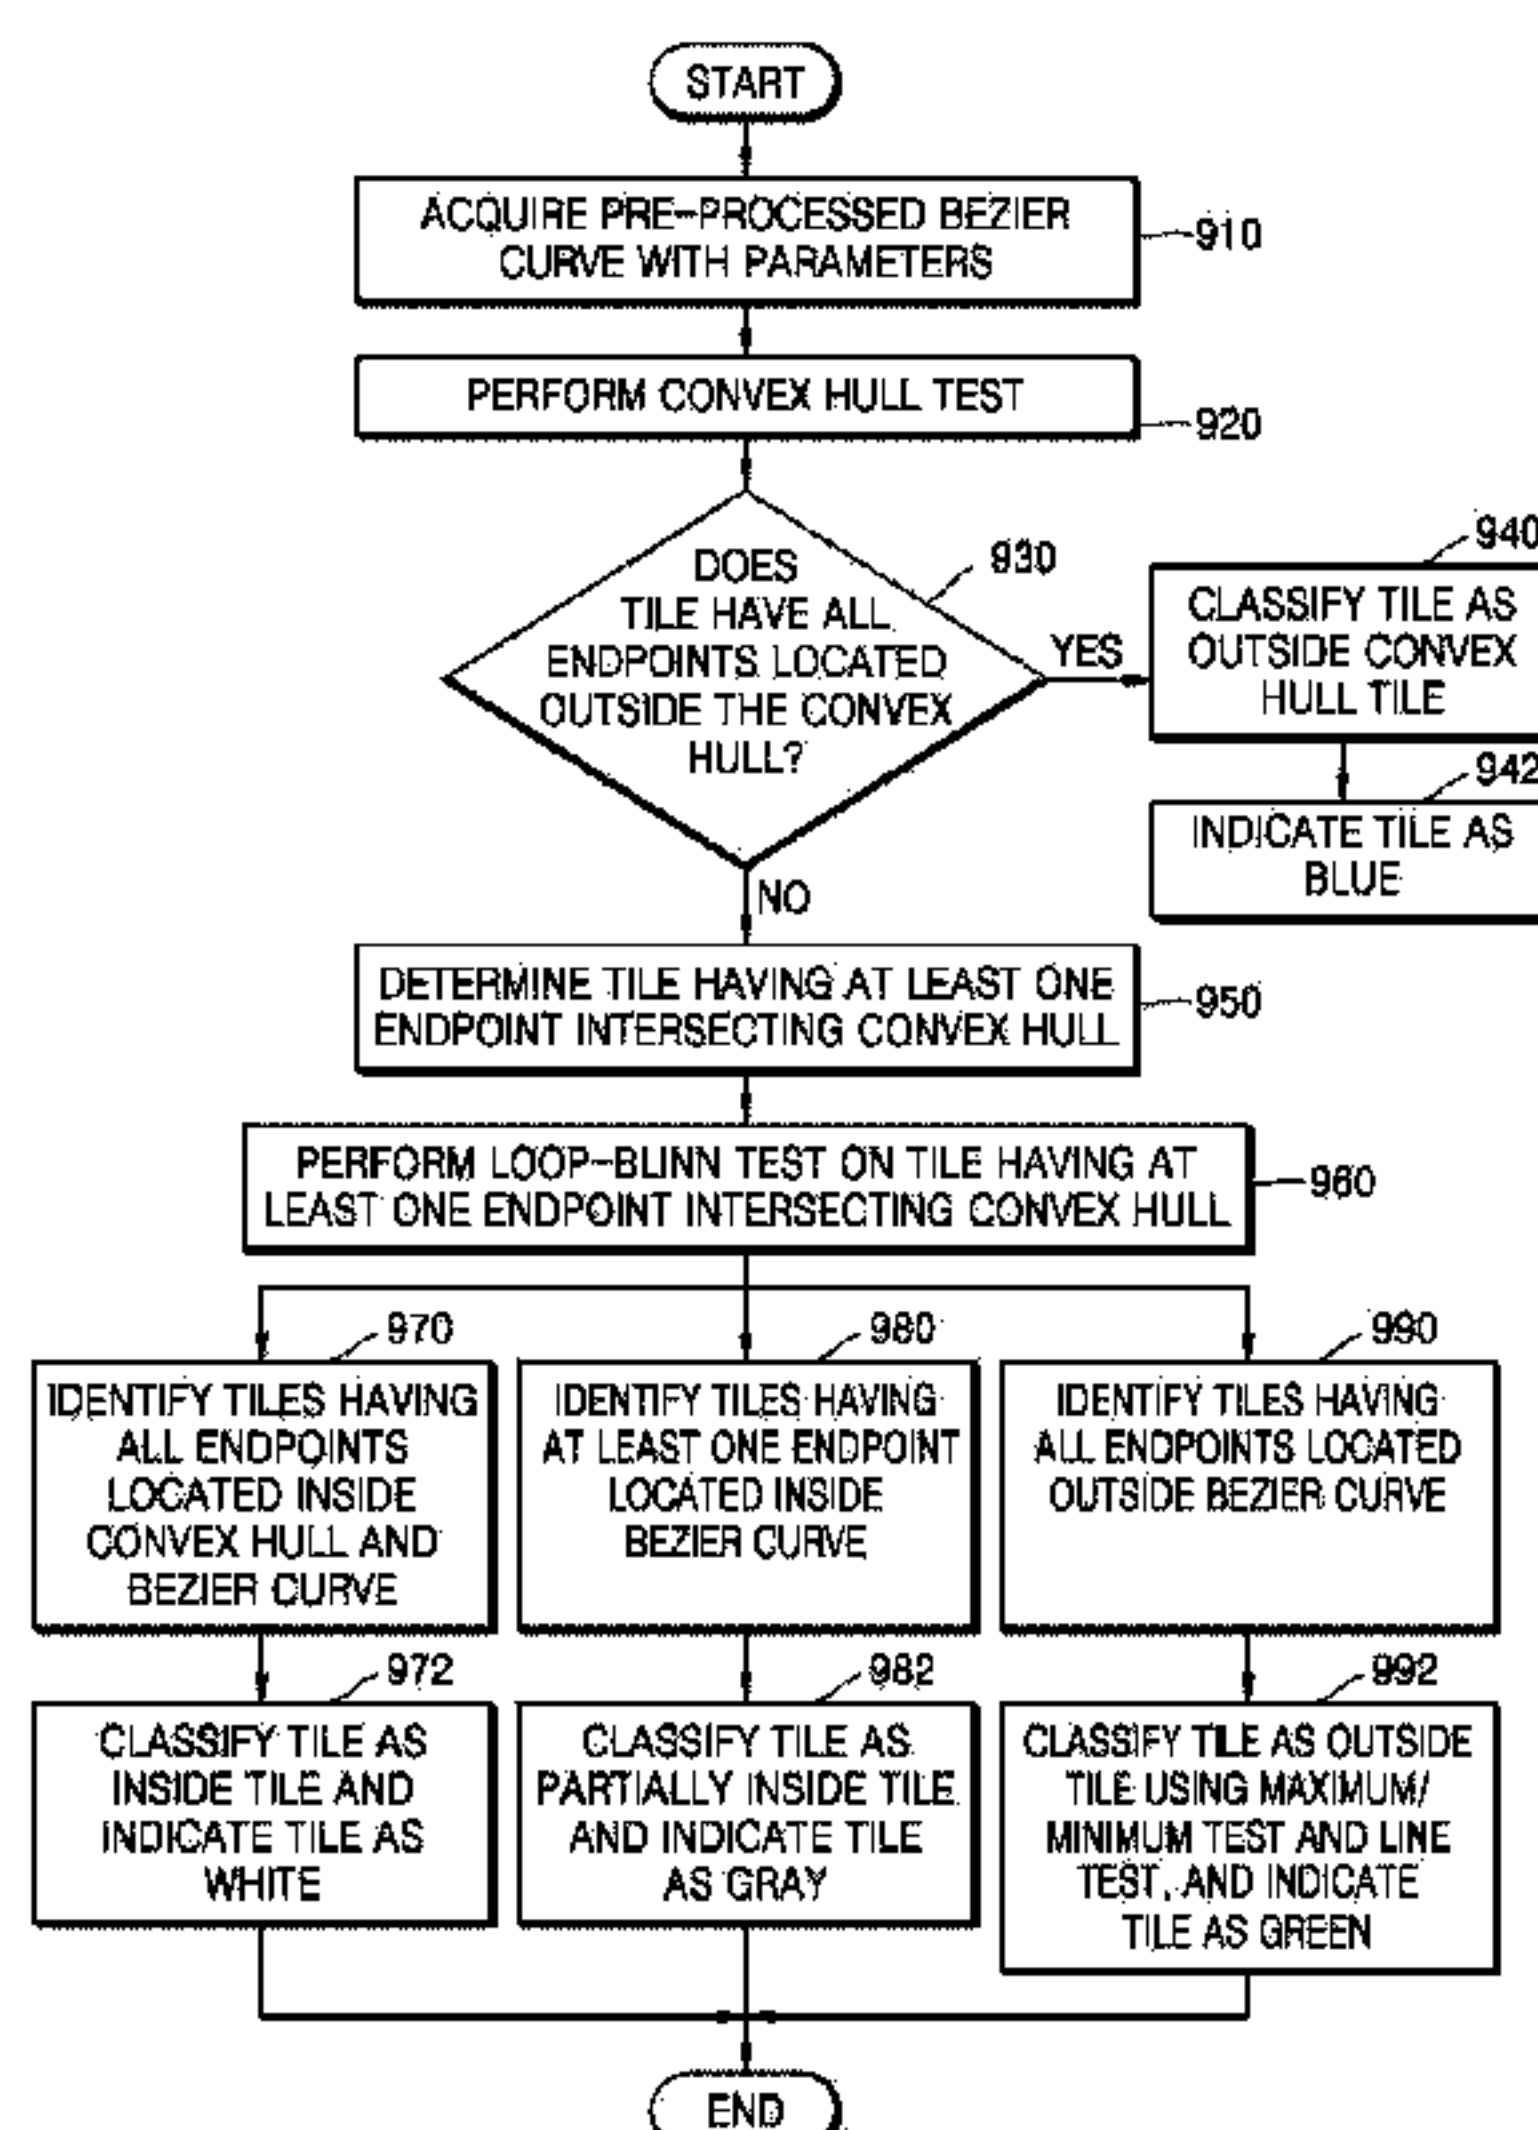 START
ACQUIRE PRE-PROCESSED BEZIER
CURVE WITH PARAMETERS
910
PERFORM CONVEX HULL TEST
920
DOES
TILE HAVE ALL
ENDPOINTS LOCATED
OUTSIDE THE CONVEX
HULL?
930
YES
940
CLASSIFY TILE AS
OUTSIDE CONVEX
HULL TILE
942
INDICATE TILE AS
BLUE
NO
DETERMINE TILE HAVING AT LEAST ONE
ENDPOINT INTERSECTING CONVEX HULL
950
PERFORM LOOP-BLINN TEST ON TILE HAVING AT
LEAST ONE ENDPOINT INTERSECTING CONVEX HULL
960
970
IDENTIFY TILES HAVING
ALL ENDPOINTS
LOCATED INSIDE
CONVEX HULL AND
BEZIER CURVE
980
IDENTIFY TILES HAVING
AT LEAST ONE ENDPOINT
LOCATED INSIDE
BEZIER CURVE
990
IDENTIFY TILES HAVING
ALL ENDPOINTS LOCATED
OUTSIDE BEZIER CURVE
972
CLASSIFY TILE AS
INSIDE TILE AND
INDICATE TILE AS
WHITE
982
CLASSIFY TILE AS
PARTIALLY INSIDE TILE
AND INDICATE TILE
AS GRAY
992
CLASSIFY TILE AS OUTSIDE
TILE USING MAXIMUM/
MINIMUM TEST AND LINE
TEST, AND INDICATE
TILE AS GREEN
END